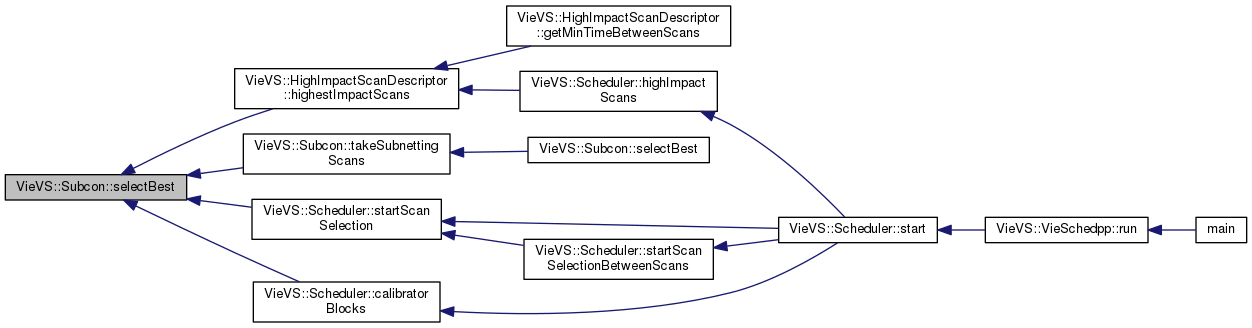 VieVS::HighImpactScanDescriptor
::getMinTimeBetweenScans
VieVS::HighImpactScanDescriptor
::highestImpactScans
VieVS::Scheduler::highImpact
Scans
VieVS::Subcon::takeSubnetting
Scans
VieVS::Subcon::selectBest
VieVS::Subcon::selectBest
VieVS::Scheduler::startScan
Selection
VieVS::Scheduler::startScan
SelectionBetweenScans
VieVS::Scheduler::start
VieVS::VieSchedpp::run
main
VieVS::Scheduler::calibrator
Blocks